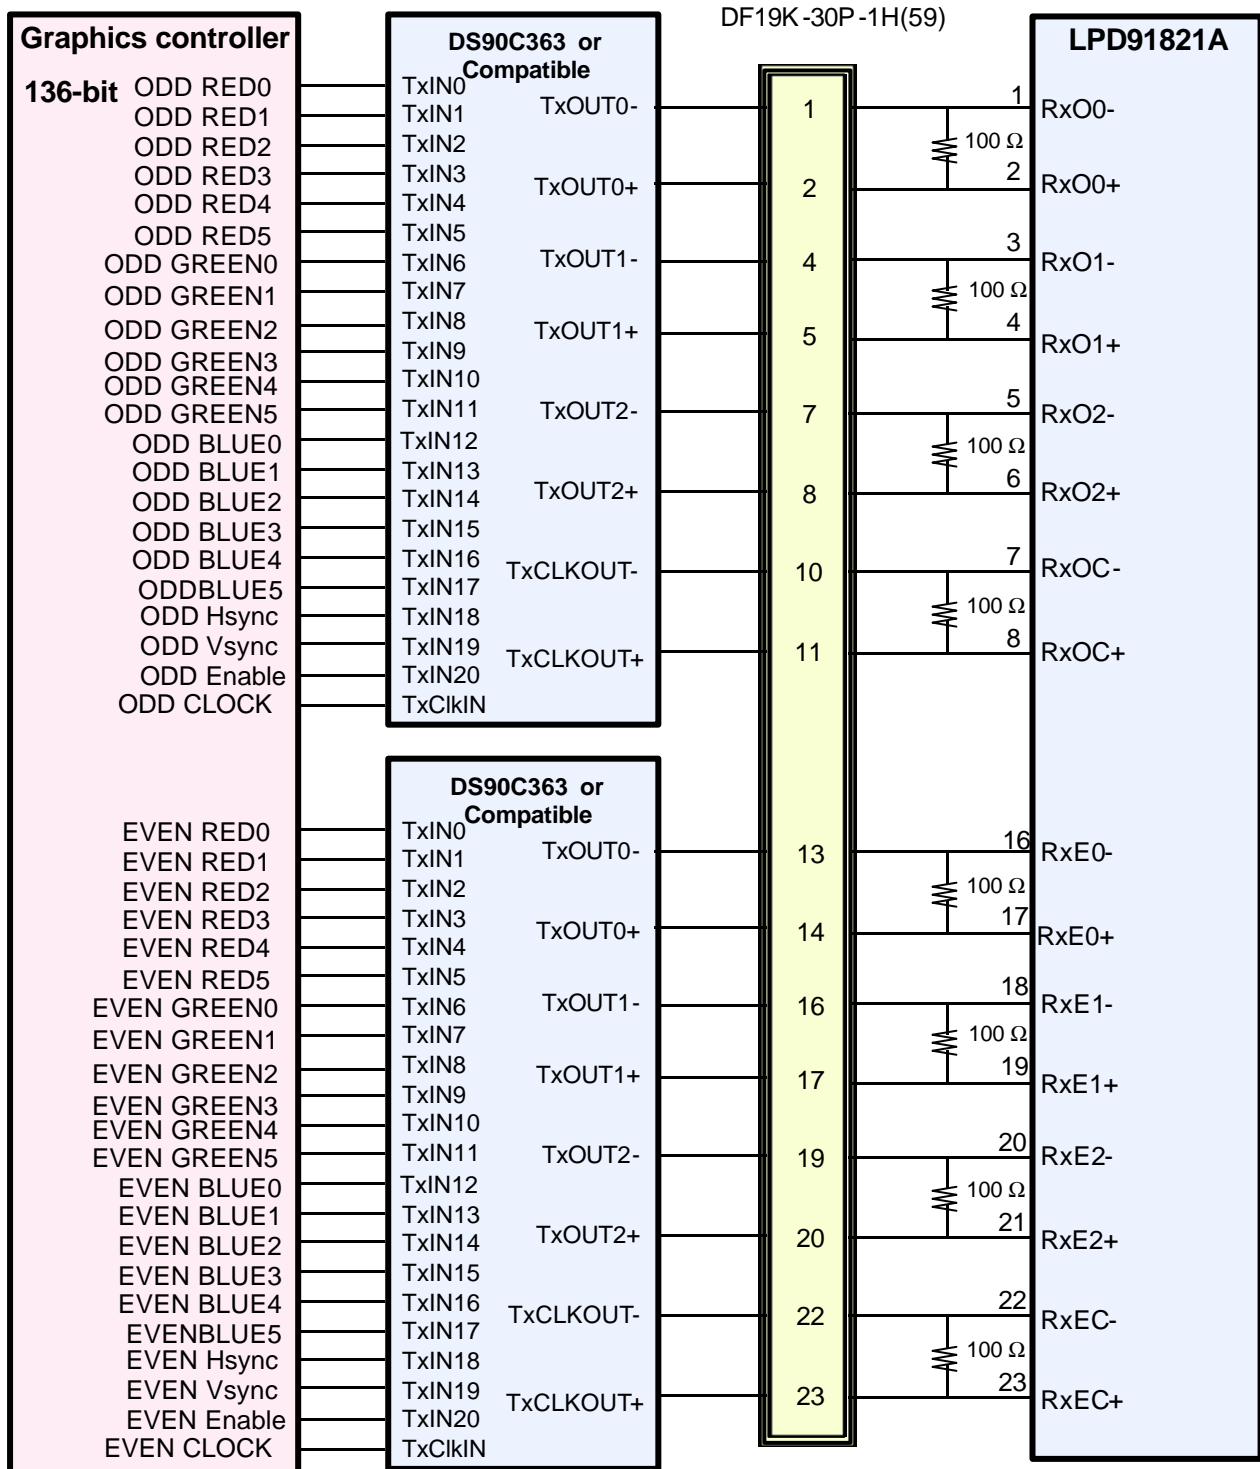 DF19K-30P-1H(59)
Graphics controller
136-bit
ODD RED0
ODD RED1
ODD RED2
ODD RED3
ODD RED4
ODD RED5
ODD GREEN0
ODD GREEN1
ODD GREEN2
ODD GREEN3
ODD GREEN4
ODD GREEN5
ODD BLUE0
ODD BLUE1
ODD BLUE2
ODD BLUE3
ODD BLUE4
ODDBLUE5
ODD Hsync
ODD Vsync
ODD Enable
ODD CLOCK
EVEN RED0
EVEN RED1
EVEN RED2
EVEN RED3
EVEN RED4
EVEN RED5
EVEN GREEN0
EVEN GREEN1
EVEN GREEN2
EVEN GREEN3
EVEN GREEN4
EVEN GREEN5
EVEN BLUE0
EVEN BLUE1
EVEN BLUE2
EVEN BLUE3
EVEN BLUE4
EVENBLUE5
EVEN Hsync
EVEN Vsync
EVEN Enable
EVEN CLOCK
DS90C363 or
Compatible
TxIN0
TxIN1
TxIN2
TxIN3
TxIN4
TxIN5
TxIN6
TxIN7
TxIN8
TxIN9
TxIN10
TxIN11
TxIN12
TxIN13
TxIN14
TxIN15
TxIN16
TxIN17
TxIN18
TxIN19
TxIN20
TxClkIN
TxOUT0-
TxOUT0+
TxOUT1-
TxOUT1+
TxOUT2-
TxOUT2+
TxCLKOUT-
TxCLKOUT+
DS90C363 or
Compatible
TxIN0
TxIN1
TxIN2
TxIN3
TxIN4
TxIN5
TxIN6
TxIN7
TxIN8
TxIN9
TxIN10
TxIN11
TxIN12
TxIN13
TxIN14
TxIN15
TxIN16
TxIN17
TxIN18
TxIN19
TxIN20
TxClkIN
TxOUT0-
TxOUT0+
TxOUT1-
TxOUT1+
TxOUT2-
TxOUT2+
TxCLKOUT-
TxCLKOUT+
1
2
4
5
7
8
10
11
13
14
16
17
19
20
22
23
1
100 Ω
2
3
100 Ω
4
5
100 Ω
6
7
100 Ω
8
16
100 Ω
17
18
100 Ω
19
20
100 Ω
21
22
100 Ω
23
LPD91821A
RxO0-
RxO0+
RxO1-
RxO1+
RxO2-
RxO2+
RxOC-
RxOC+
RxE0-
RxE0+
RxE1-
RxE1+
RxE2-
RxE2+
RxEC-
RxEC+